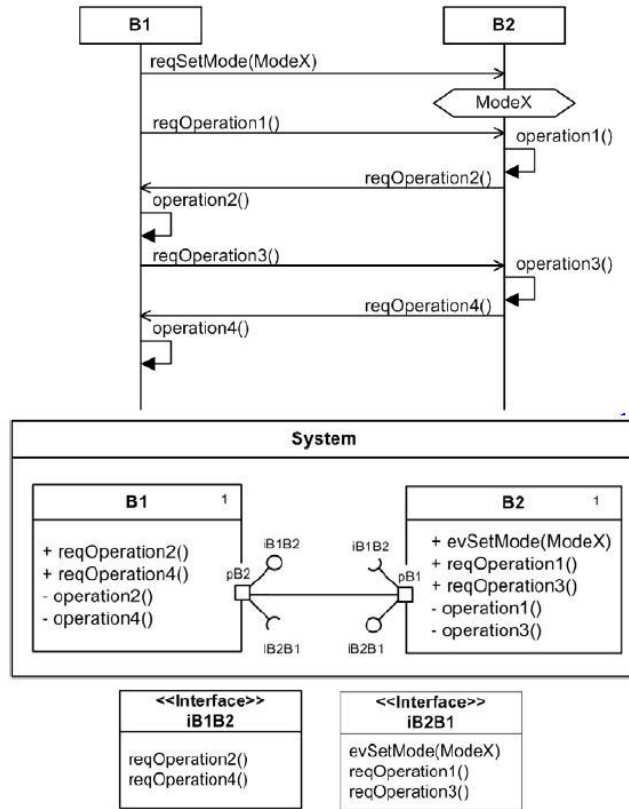 B1
B2
reqSetMode(ModeX)
ModeX
reqOperation1()
operation1()
reqOperation2()
operation2()
reqOperation3()
operation3()
reqOperation4()
operation4()
System
B1 1
+ reqOperation2()
+ reqOperation4()
- operation2()
- operation4()
pB2
iB1B2
iB2B1
iB1B2
pB1
iB2B1
B2 1
+ evSetMode(ModeX)
+ reqOperation1()
+ reqOperation3()
- operation1()
- operation3()
<<Interface>>
iB1B2
reqOperation2()
reqOperation4()
<<Interface>>
iB2B1
evSetMode(ModeX)
reqOperation1()
reqOperation3()